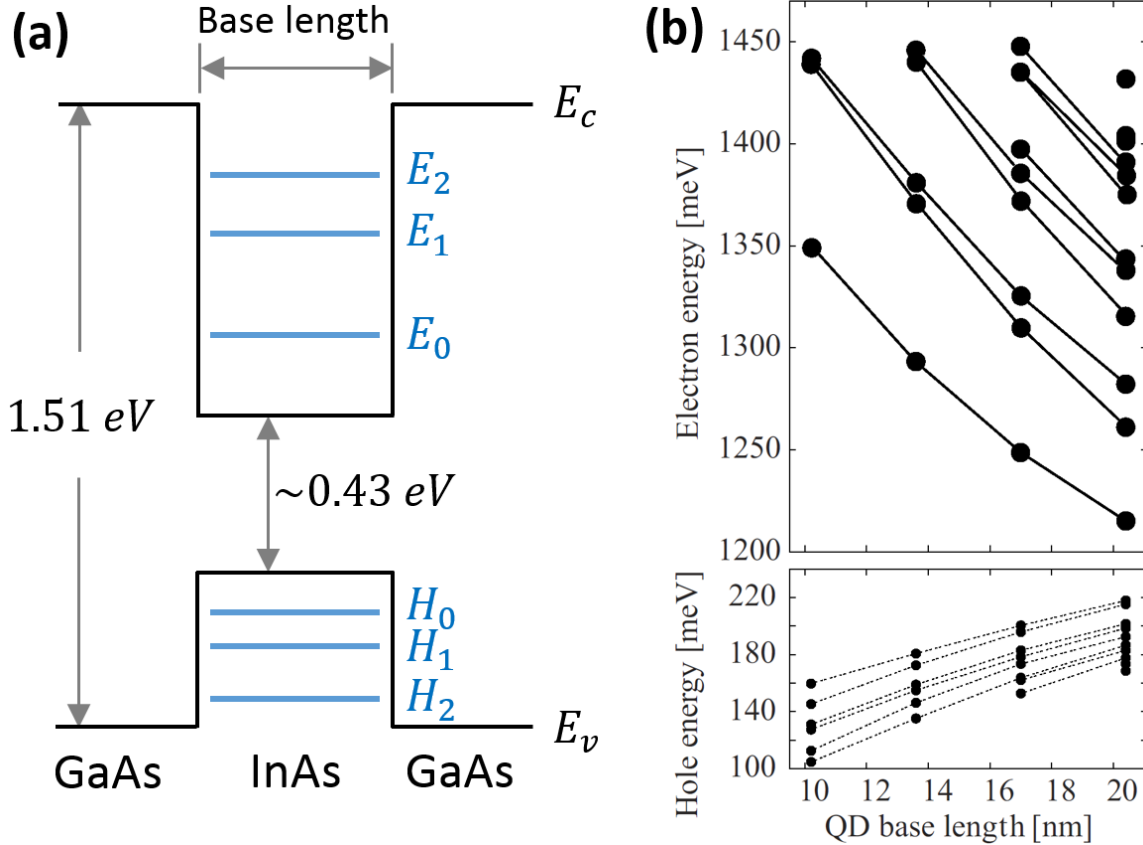 (a)
Base length
E_c
E_2
E_1
E_0
1.51 eV
~0.43 eV
H_0
H_1
H_2
E_v
GaAs
InAs
GaAs
(b)
Electron energy [meV]
1450
1400
1350
1300
1250
1200
Hole energy [meV]
220
180
140
100
10
12
14
16
18
20
QD base length [nm]